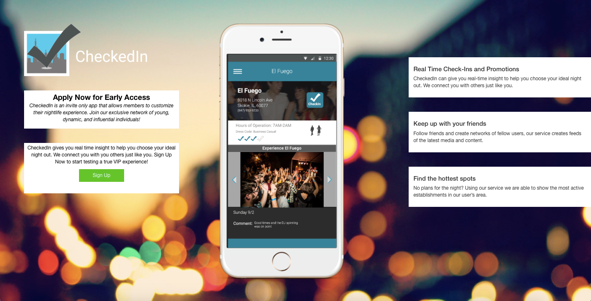 CheckedIn
Apply Now for Early Access
CheckedIn is an invite only app that allows members to customize
their nightlife experience. Join our exclusive network of young,
dynamic, and influential individuals!
CheckedIn gives you real time insight to help you choose your ideal
night out. We connect you with you others just like you. Sign Up
Now to start testing a true VIP experience!
Sign Up
El Fuego
El Fuego
Skokie, IL 60077
Hours of Operation: 7AM-5AM
CheckedIn
Experience El Fuego
Sunday 9/1
Comment:
Real Time Check-Ins and Promotions
CheckedIn can give you real-time insight to help you choose your ideal night
out. We connect you with others just like you.
Keep up with your friends
Follow friends and create networks of fellow users, our service creates feeds
of the latest media and content.
Find the hottest spots
No plans for the night? Using our service we are able to show the most active
establishments in our user's area.